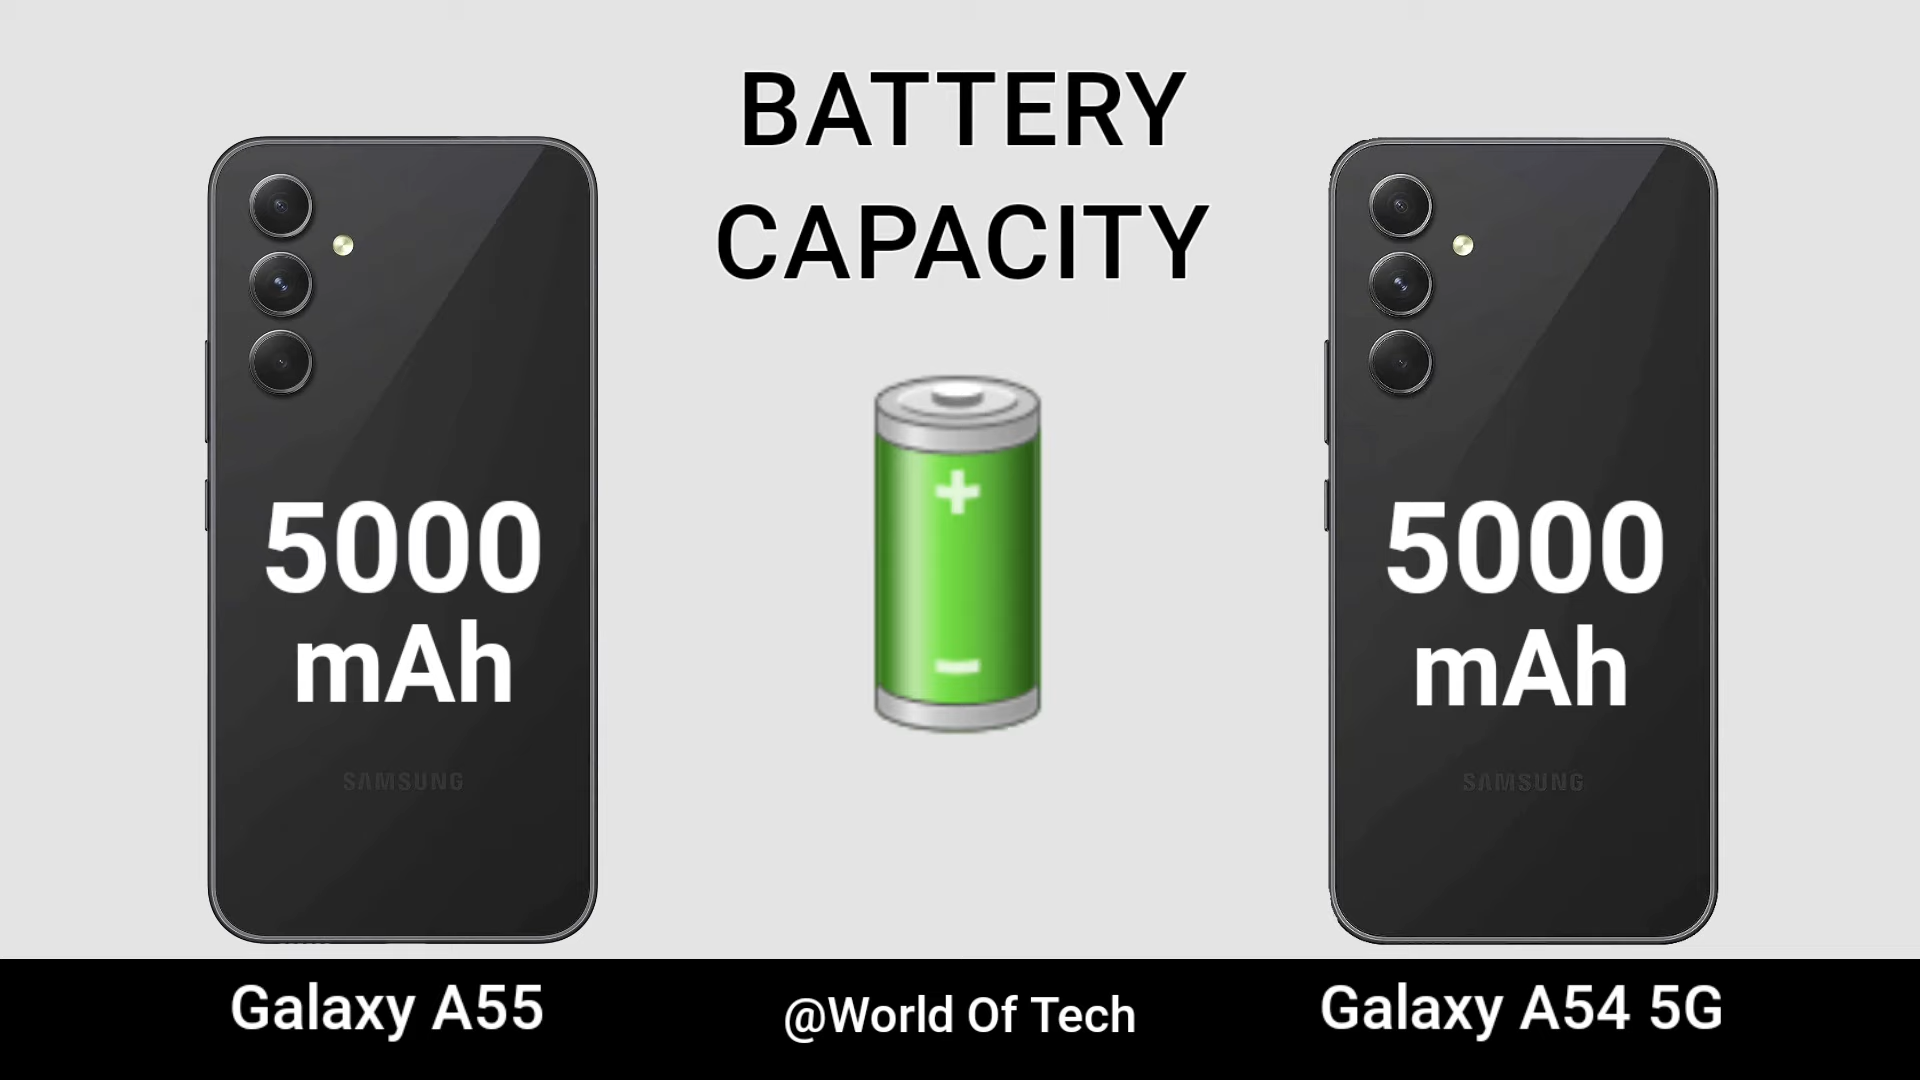 BATTERY
CAPACITY
5000
mAh
SAMSUNG
5000
mAh
SAMSUNG
Galaxy A55
@World Of Tech
Galaxy A54 5G